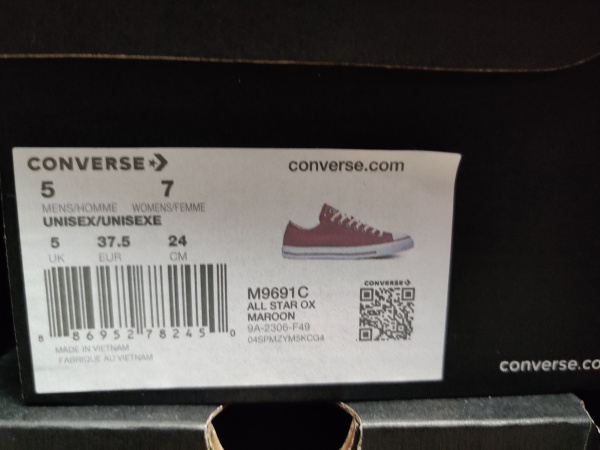 CONVERSE
converse.com
5 7
MENS/HOMME WOMENS/FEMME
UNISEX/UNISEXE
5 37.5 24
UK EUR CM
M9691C
ALL STAR OX
MAROON
9A-2306-F49
04SPMZYM5KCG4
CONVERSE
8 86952 78245 0
MADE IN VIETNAM
FABRIQUE AU VIETNAM
converse.co